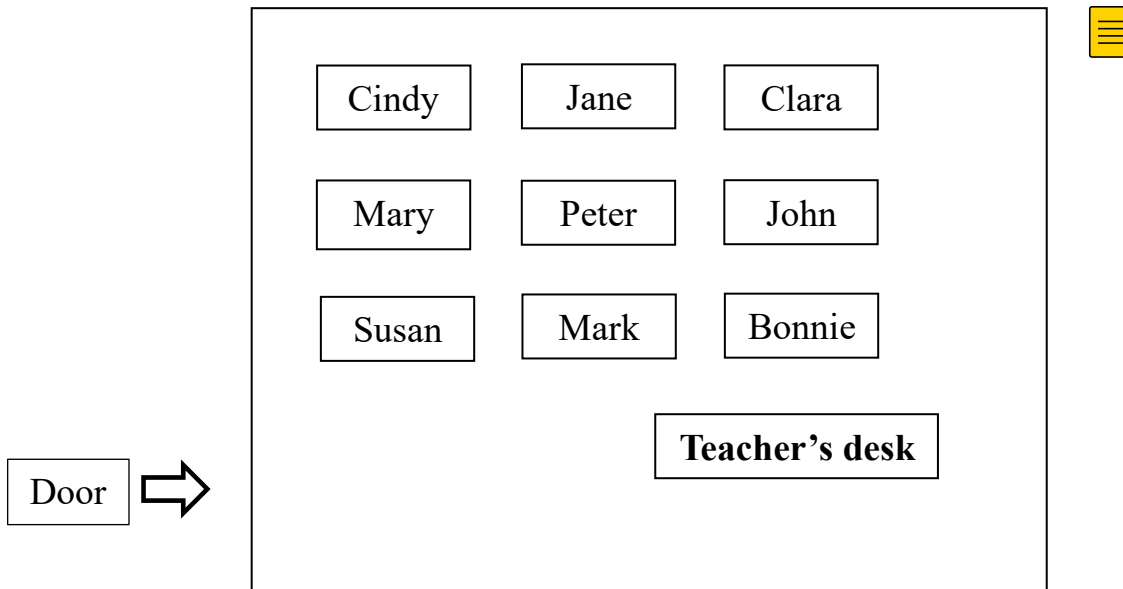 Cindy Jane Clara
Mary Peter John
Susan Mark Bonnie
Teacher’s desk
Door